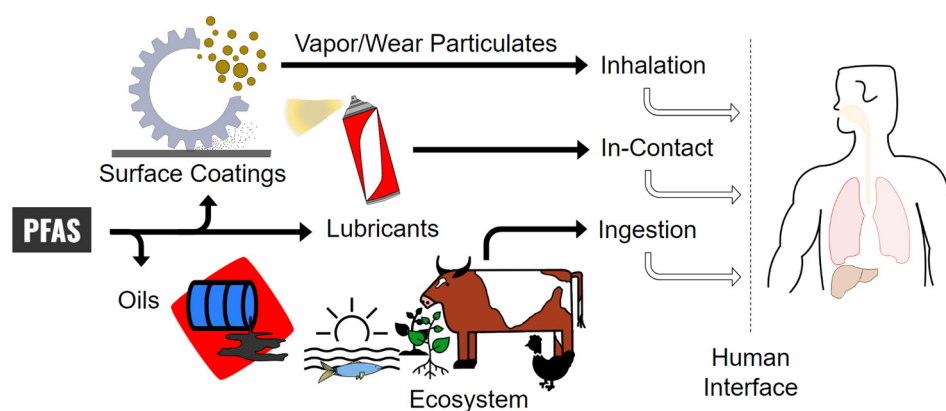 Vapor/Wear Particulates
Inhalation
Surface Coatings
In-Contact
PFAS
Lubricants
Ingestion
Oils
Ecosystem
Human
Interface